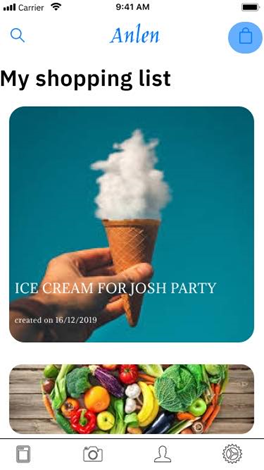 Carrier 9:41 AM
Anlen
My shopping list
ICE CREAM FOR JOSH PARTY
created on 16/12/2019